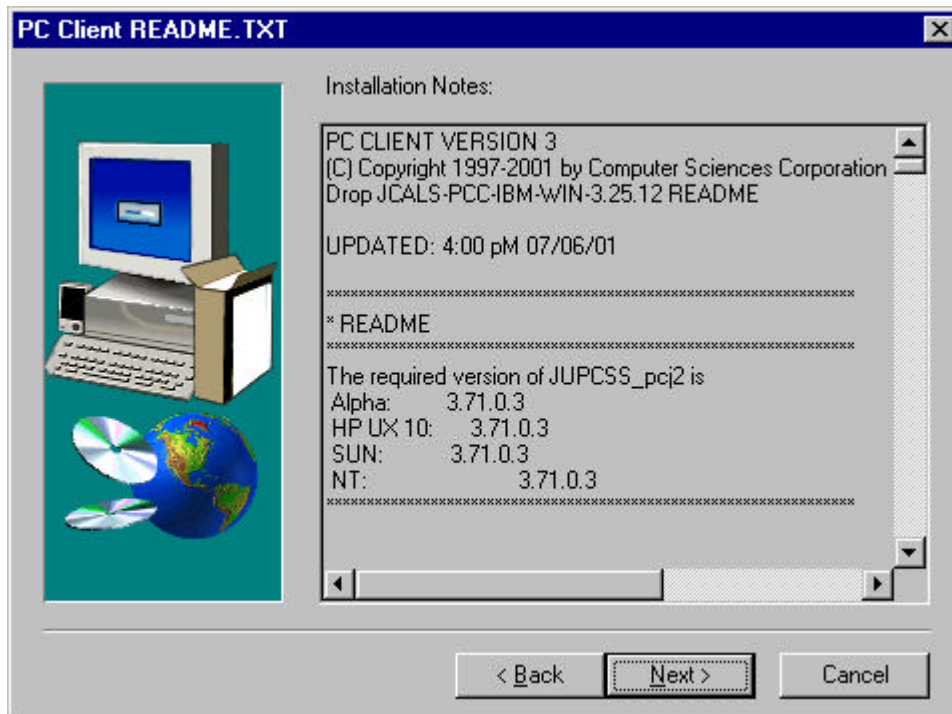 PC Client README.TXT
Installation Notes:
PC CLIENT VERSION 3
(C) Copyright 1997-2001 by Computer Sciences Corporation
Drop JCALS-PCC-IBM-WIN-3.25.12 README
UPDATED: 4:00 pM 07/06/01
* README
The required version of JUPCSS_pcj2 is
Alpha: 3.71.0.3
HP UX 10: 3.71.0.3
SUN: 3.71.0.3
NT: 3.71.0.3
< Back Next > Cancel